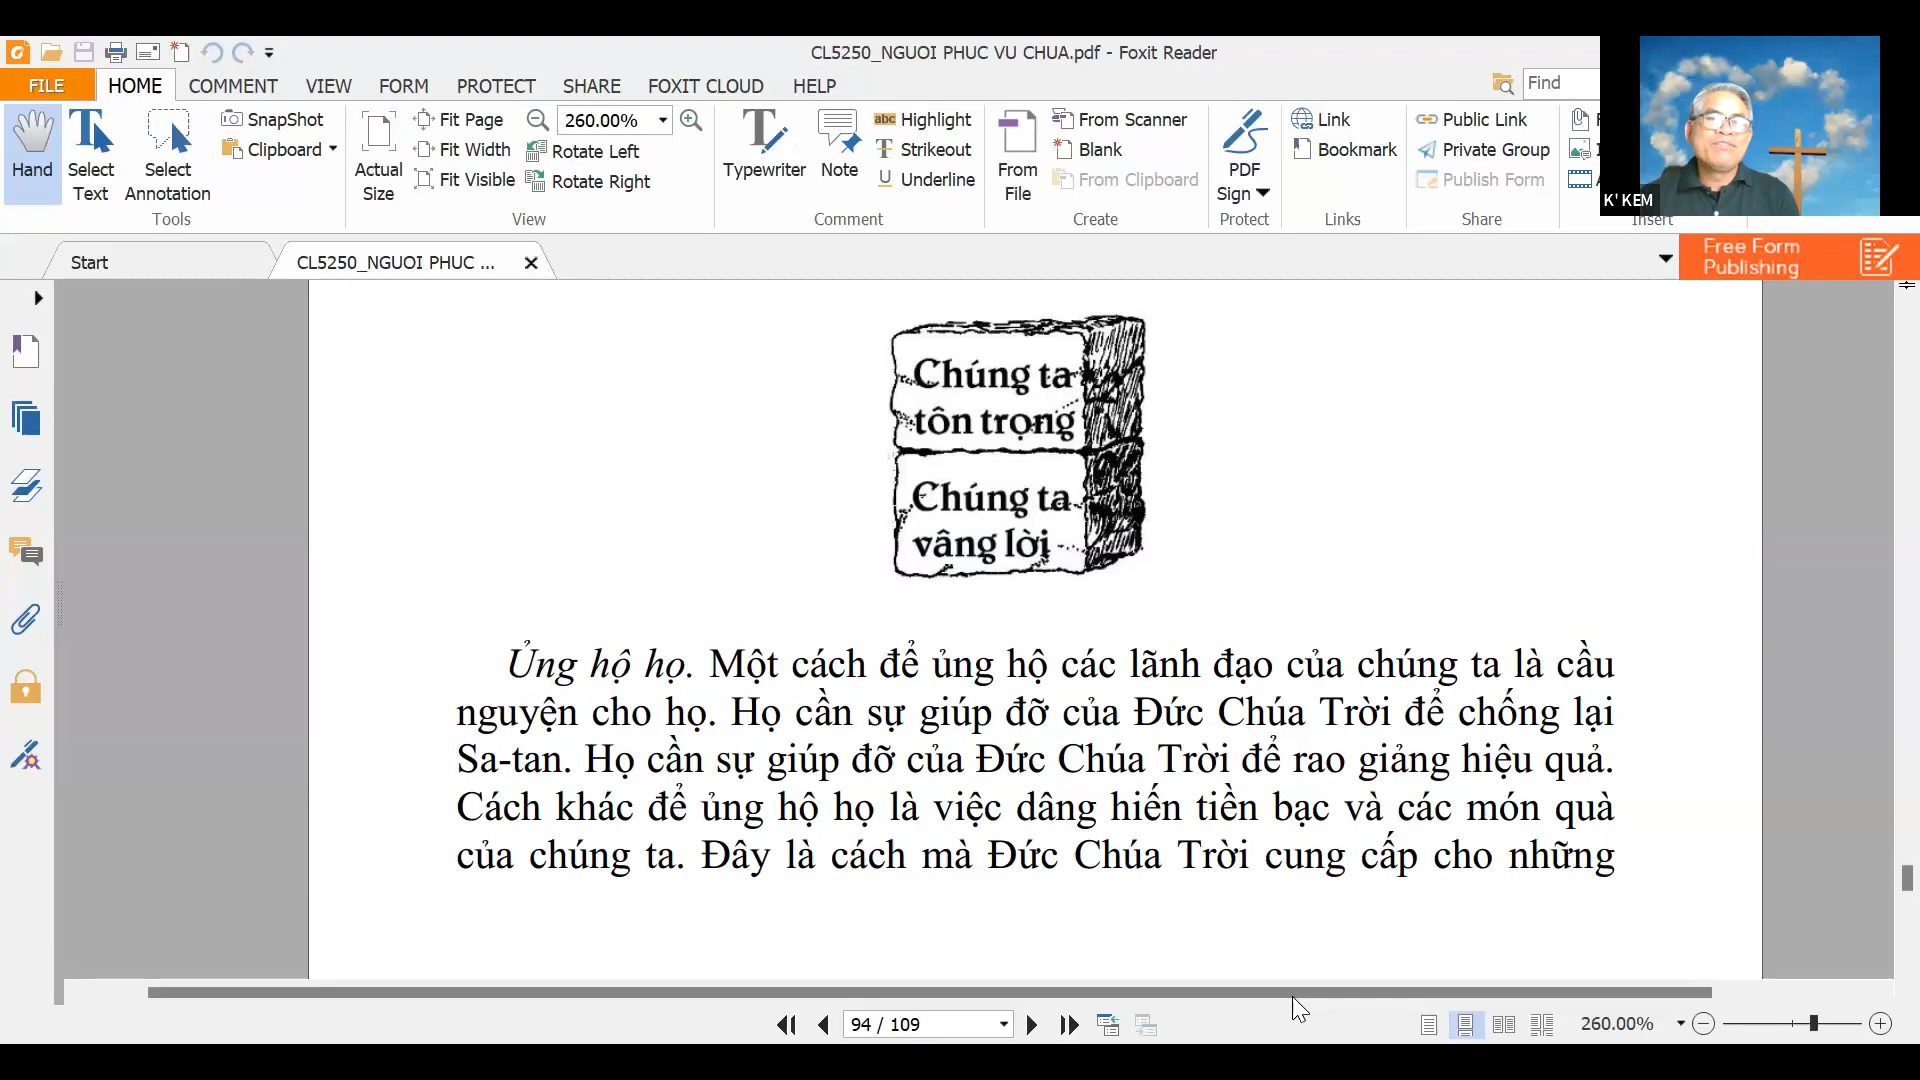 CL5250_NGUOI PHUC VU CHUA.pdf - Foxit Reader
FILE HOME COMMENT VIEW FORM PROTECT SHARE FOXIT CLOUD HELP
Find
Hand
Select Text
Select Annotation
SnapShot
Clipboard
Tools
Actual Size
Fit Page
Fit Width
Fit Visible
260.00%
Rotate Left
Rotate Right
View
Typewriter
Note
Highlight
Strikeout
Underline
Comment
From File
From Scanner
Blank
From Clipboard
Create
PDF Sign
Protect
Link
Bookmark
Links
Public Link
Private Group
Publish Form
Share
Insert
K' KEM
Start
CL5250_NGUOI PHUC ...
Free Form
Publishing
Chúng ta
tôn trọng
Chúng ta
vâng lời
Ủng hộ họ. Một cách để ủng hộ các lãnh đạo của chúng ta là cầu
nguyện cho họ. Họ cần sự giúp đỡ của Đức Chúa Trời để chống lại
Sa-tan. Họ cần sự giúp đỡ của Đức Chúa Trời để rao giảng hiệu quả.
Cách khác để ủng hộ họ là việc dâng hiến tiền bạc và các món quà
của chúng ta. Đây là cách mà Đức Chúa Trời cung cấp cho những
94 / 109
260.00%